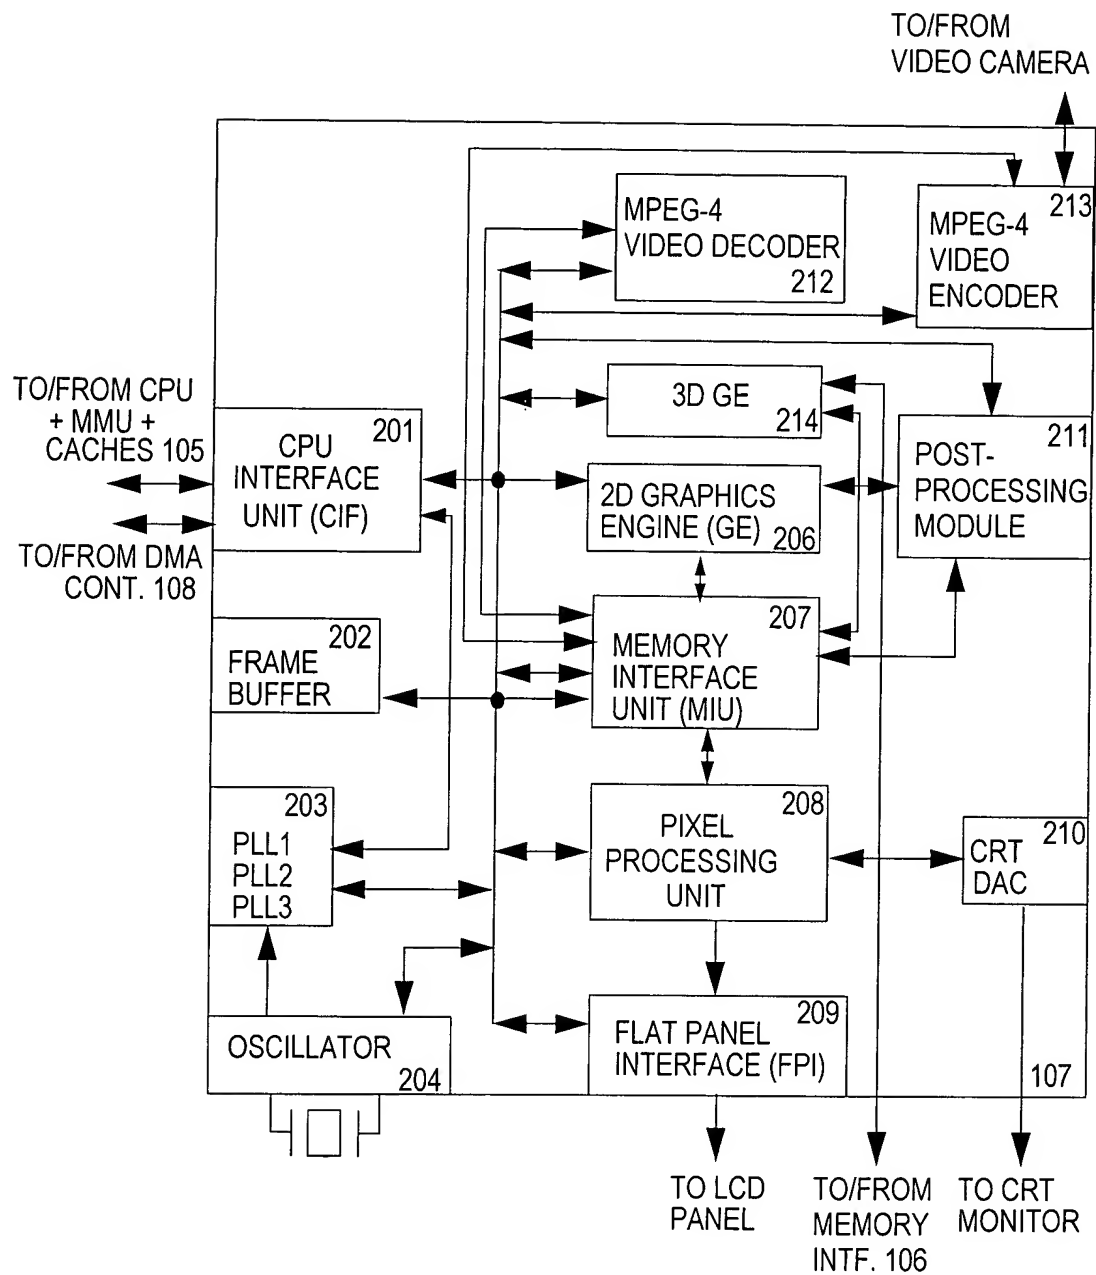 TO/FROM
VIDEO CAMERA
MPEG-4
VIDEO DECODER
212
213
MPEG-4
VIDEO
ENCODER
TO/FROM CPU
+ MMU +
CACHES 105
TO/FROM DMA
CONT. 108
201
CPU
INTERFACE
UNIT (CIF)
3D GE
214
2D GRAPHICS
ENGINE (GE)
206
211
POST-
PROCESSING
MODULE
202
FRAME
BUFFER
207
MEMORY
INTERFACE
UNIT (MIU)
203
PLL1
PLL2
PLL3
208
PIXEL
PROCESSING
UNIT
210
CRT
DAC
OSCILLATOR
204
209
FLAT PANEL
INTERFACE (FPI)
107
TO LCD
PANEL
TO/FROM
MEMORY
INTF. 106
TO CRT
MONITOR